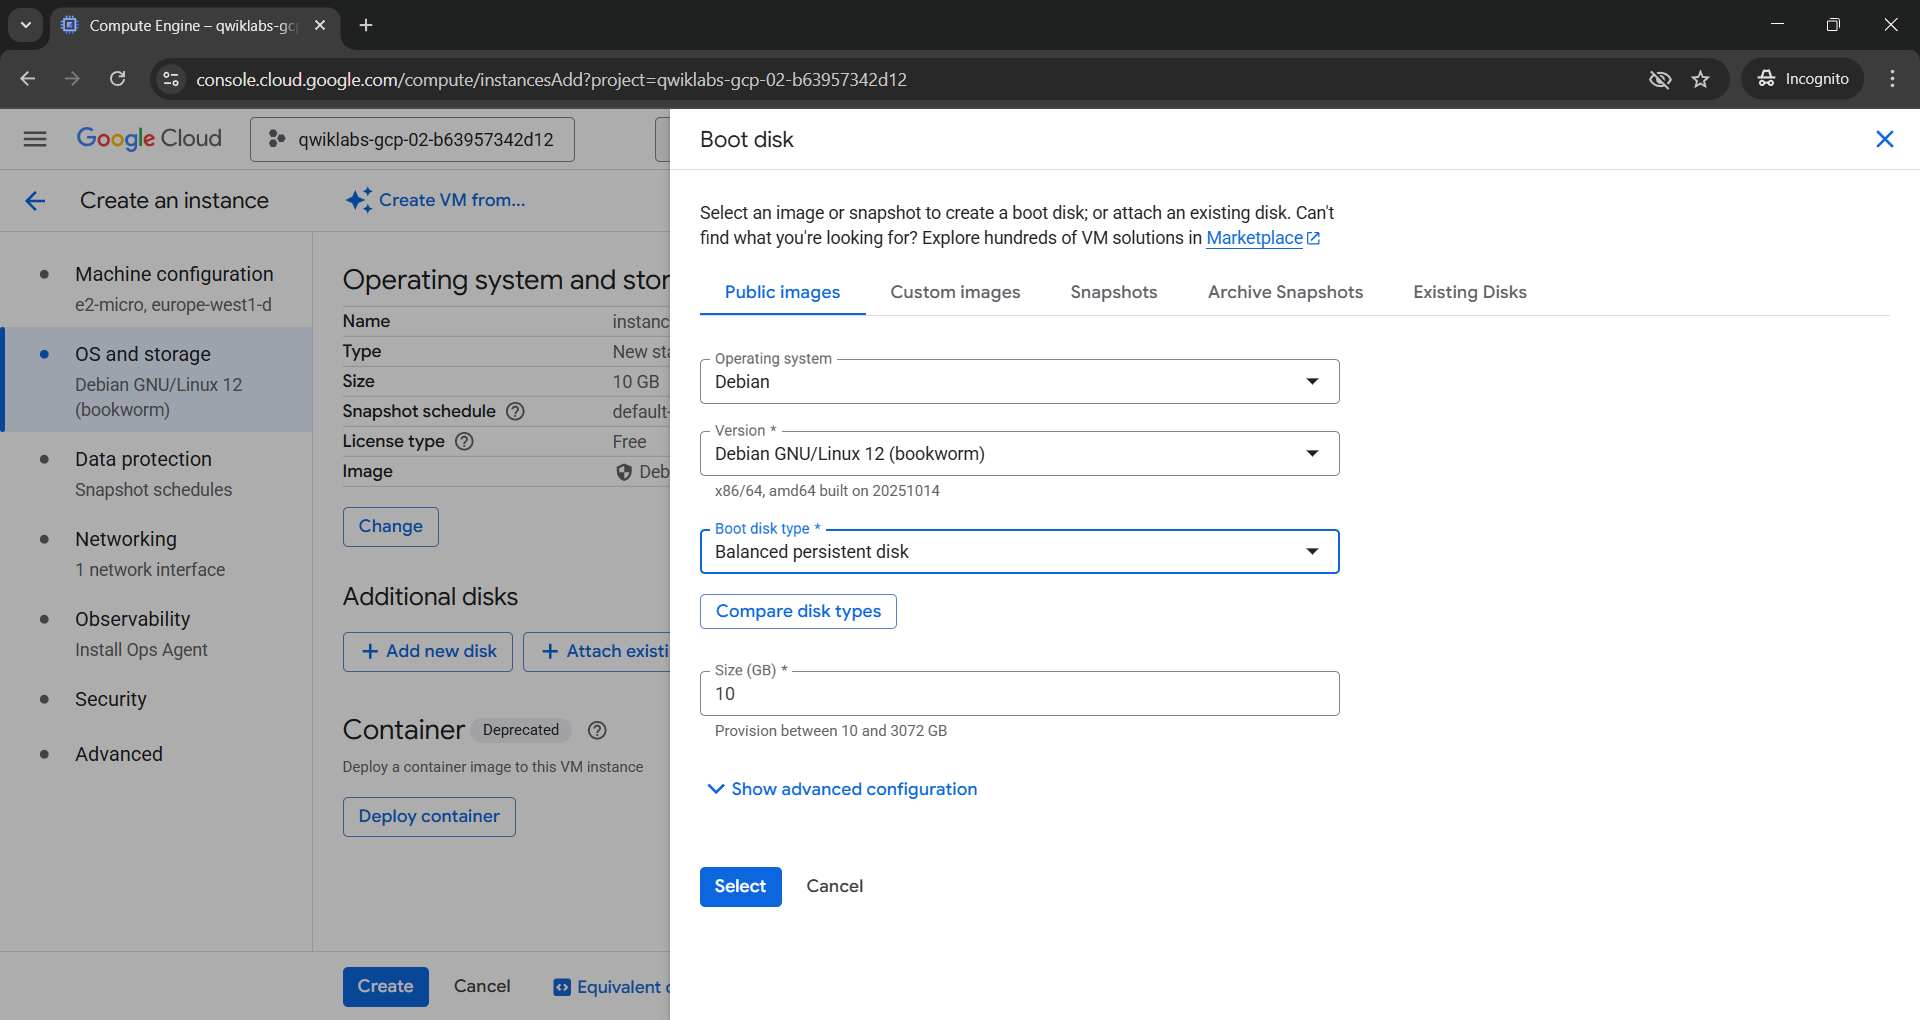 Compute Engine – qwiklabs-gcp
console.cloud.google.com/compute/instancesAdd?project=qwiklabs-gcp-02-b63957342d12
Incognito
Google Cloud
qwiklabs-gcp-02-b63957342d12
Create an instance
Create VM from...
Machine configuration
e2-micro, europe-west1-d
OS and storage
Debian GNU/Linux 12
(bookworm)
Data protection
Snapshot schedules
Networking
1 network interface
Observability
Install Ops Agent
Security
Advanced
Operating system and stor
Name instanc
Type New sta
Size 10 GB
Snapshot schedule default-
License type Free
Image Deb
Change
Additional disks
Add new disk
Attach existi
Container Deprecated
Deploy a container image to this VM instance
Deploy container
Create
Cancel
Equivalent c
Boot disk
Select an image or snapshot to create a boot disk; or attach an existing disk. Can't
find what you're looking for? Explore hundreds of VM solutions in Marketplace
Public images
Custom images
Snapshots
Archive Snapshots
Existing Disks
Operating system
Debian
Version *
Debian GNU/Linux 12 (bookworm)
x86/64, amd64 built on 20251014
Boot disk type *
Balanced persistent disk
Compare disk types
Size (GB) *
10
Provision between 10 and 3072 GB
Show advanced configuration
Select
Cancel